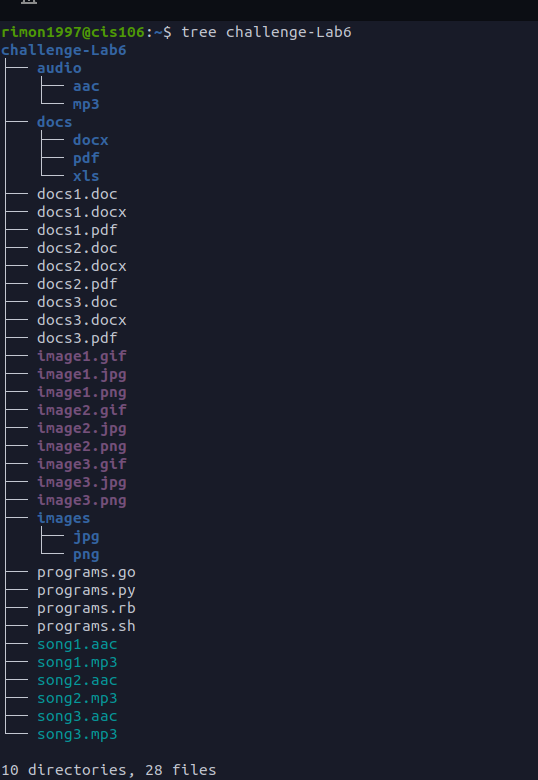 rimon1997@cis106:~$ tree challenge-Lab6
challenge-Lab6
├── audio
│   ├── aac
│   └── mp3
├── docs
│   ├── docx
│   ├── pdf
│   └── xls
├── docs1.doc
├── docs1.docx
├── docs1.pdf
├── docs2.doc
├── docs2.docx
├── docs2.pdf
├── docs3.doc
├── docs3.docx
├── docs3.pdf
├── image1.gif
├── image1.jpg
├── image1.png
├── image2.gif
├── image2.jpg
├── image2.png
├── image3.gif
├── image3.jpg
├── image3.png
├── images
│   ├── jpg
│   └── png
├── programs.go
├── programs.py
├── programs.rb
├── programs.sh
├── song1.aac
├── song1.mp3
├── song2.aac
├── song2.mp3
├── song3.aac
└── song3.mp3
10 directories, 28 files